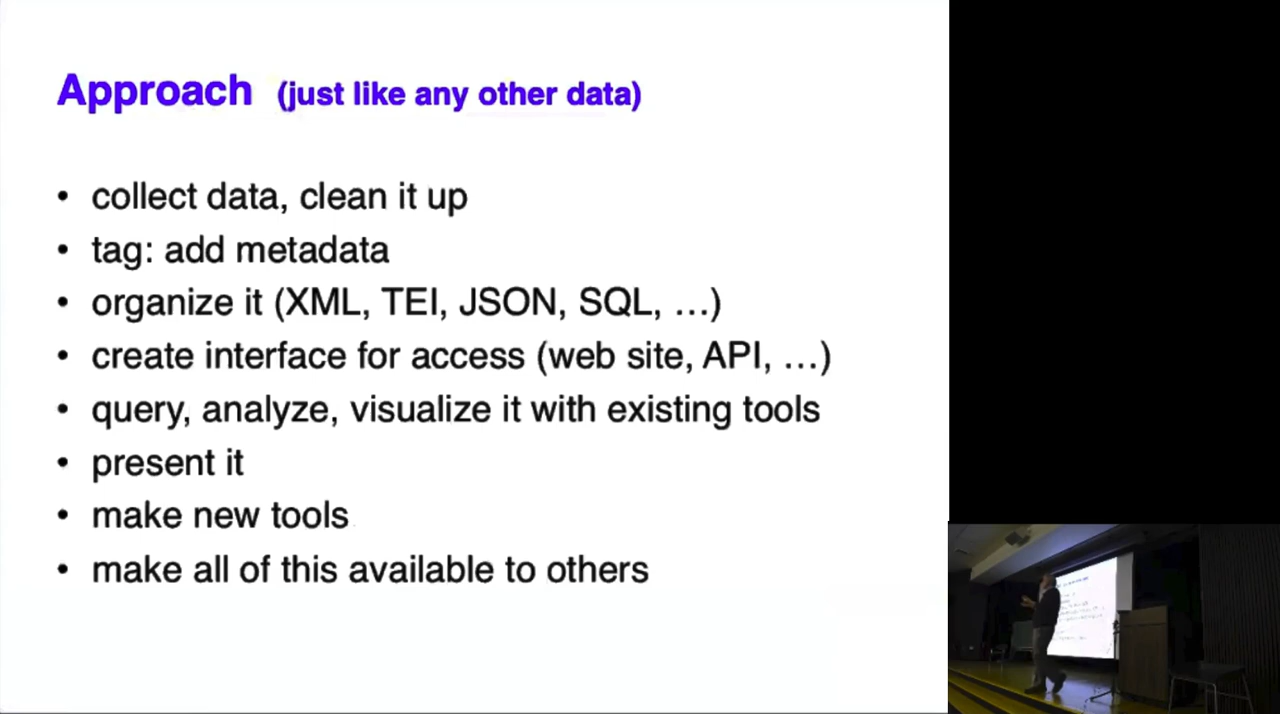 Approach (just like any other data)
• collect data, clean it up
• tag: add metadata
• organize it (XML, TEI, JSON, SQL, ...)
• create interface for access (web site, API, ...)
• query, analyze, visualize it with existing tools
• present it
• make new tools
• make all of this available to others